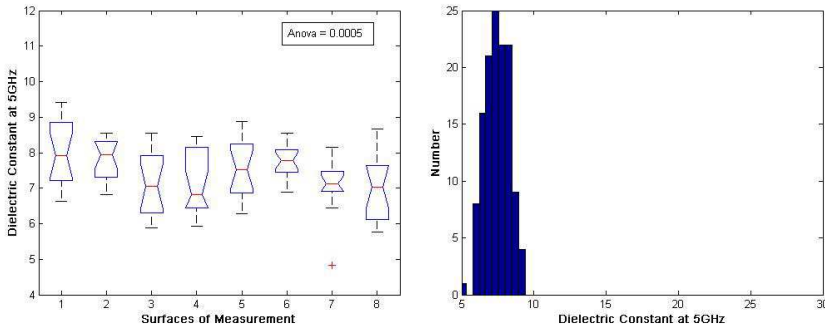 12
11
10
9
8
7
6
5
4
Dielectric Constant at 5GHz
Anova = 0.0005
1 2 3 4 5 6 7 8
Surfaces of Measurement
25
20
15
10
5
0
Number
5 10 15 20 25 30
Dielectric Constant at 5GHz